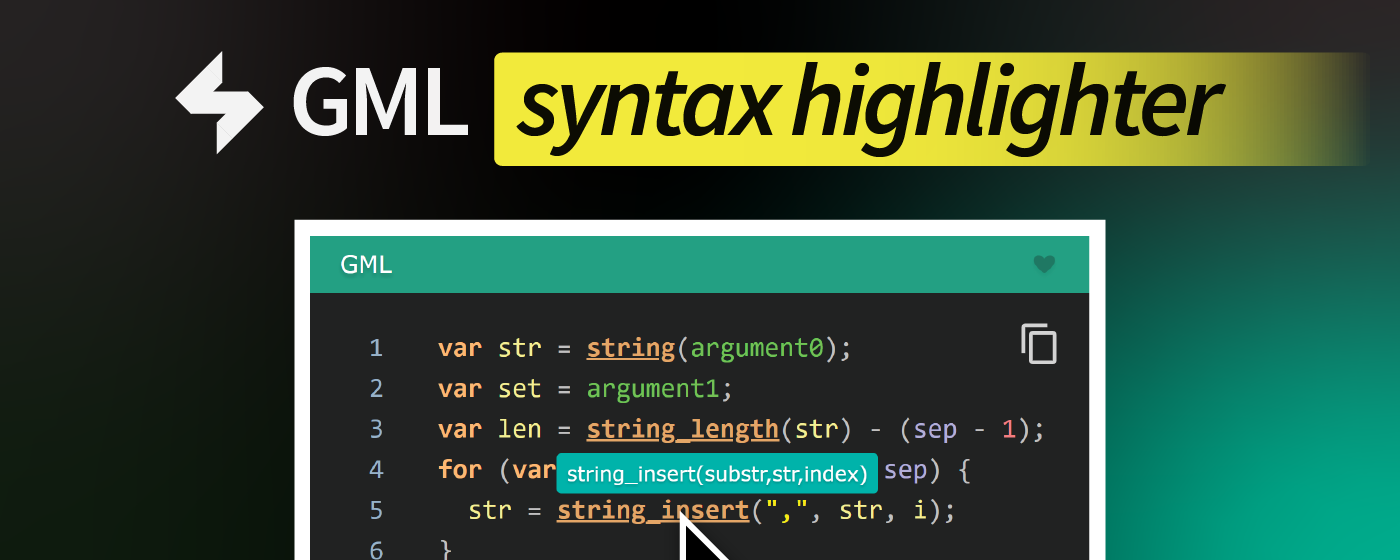 GML syntax highlighter
GML
1 var str = string(argument0);
2 var set = argument1;
3 var len = string_length(str) - (sep - 1);
4 for (var string_insert(substr,str,index) sep) {
5 str = string_insert(",", str, i);
6 }